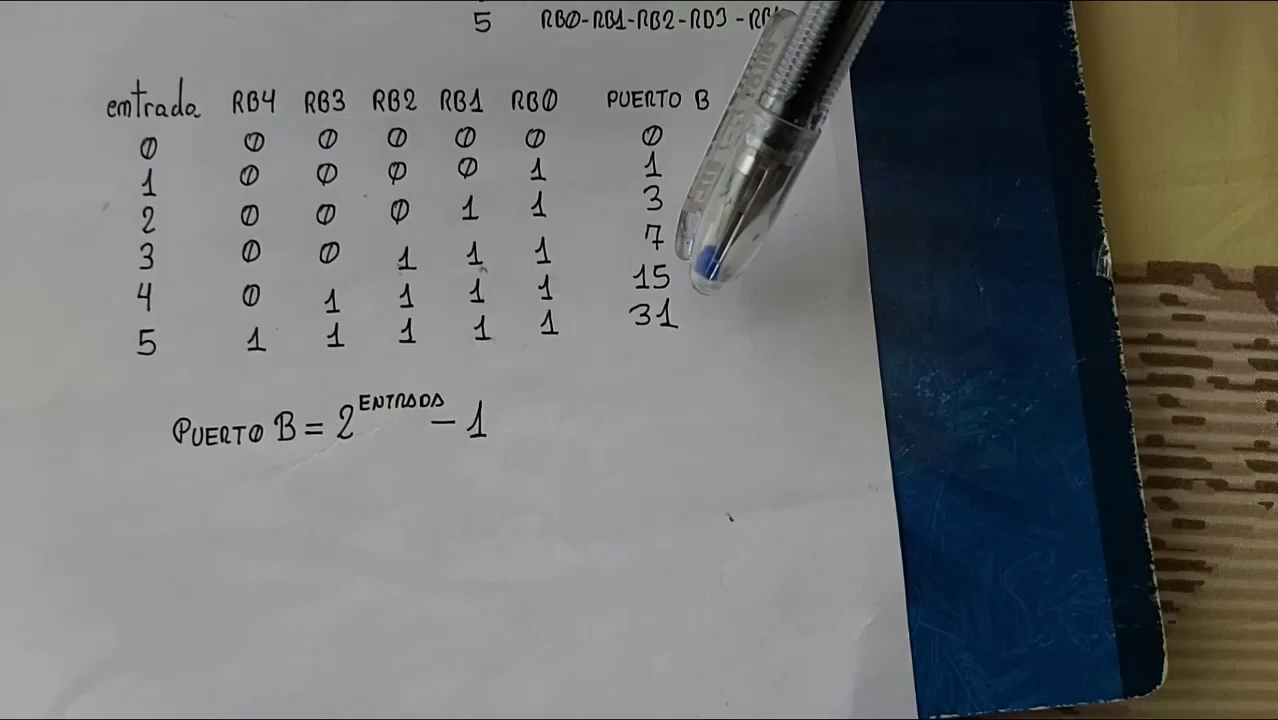 5 RB0-RB1-RB2-RD3-RB
entrada RB4 RB3 RB2 RB1 RB0 PUERTO B
0 0 0 0 0 0 0
1 0 0 0 0 1 1
2 0 0 0 1 1 3
3 0 0 1 1 1 7
4 0 1 1 1 1 15
5 1 1 1 1 1 31
PUERTO B = 2^ENTRADA - 1